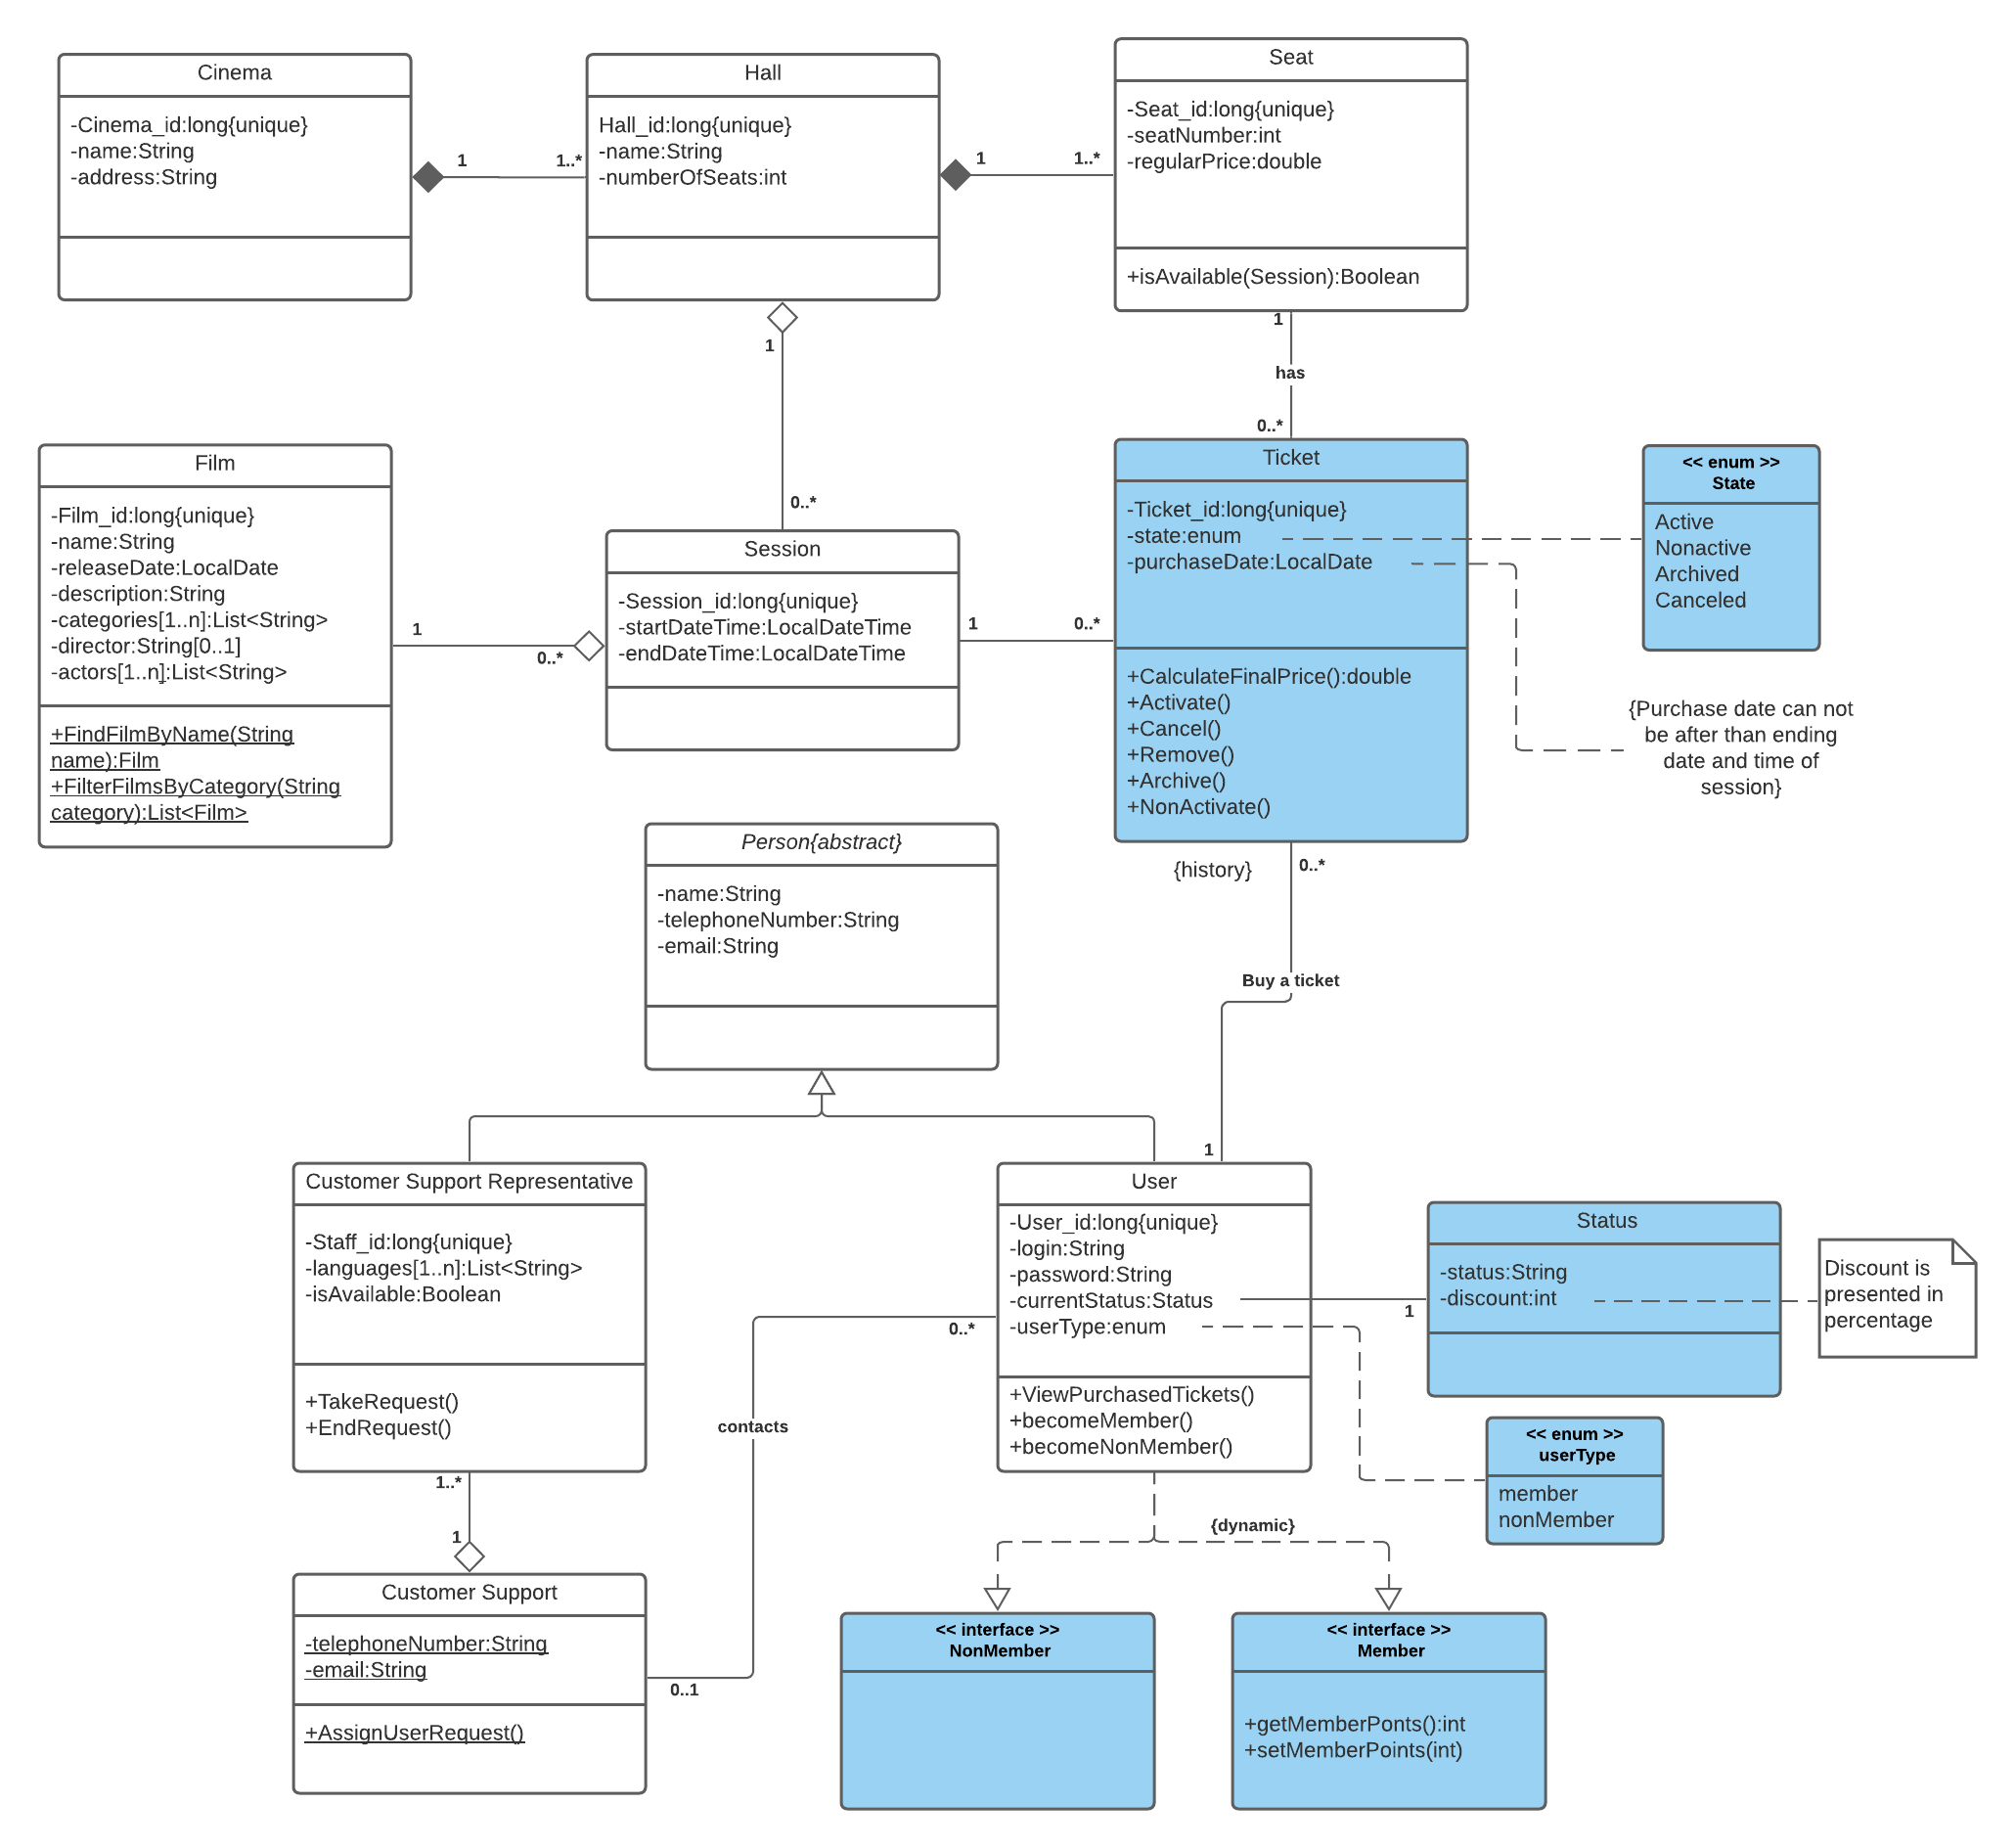 Cinema
-Cinema_id:long{unique}
-name:String
-address:String
1
1..*
Hall
Hall_id:long{unique}
-name:String
-numberOfSeats:int
1
1..*
Seat
-Seat_id:long{unique}
-seatNumber:int
-regularPrice:double
+isAvailable(Session):Boolean
1
has
0..*
1
0..*
Film
-Film_id:long{unique}
-name:String
-releaseDate:LocalDate
-description:String
-categories[1..n]:List<String>
-director:String[0..1]
-actors[1..n]:List<String>
+FindFilmByName(String
name):Film
+FilterFilmsByCategory(String
category):List<Film>
1
0..*
Session
-Session_id:long{unique}
-startDateTime:LocalDateTime
-endDateTime:LocalDateTime
1
0..*
Ticket
-Ticket_id:long{unique}
-state:enum
-purchaseDate:LocalDate
+CalculateFinalPrice():double
+Activate()
+Cancel()
+Remove()
+Archive()
+NonActivate()
<< enum >>
State
Active
Nonactive
Archived
Canceled
{Purchase date can not
be after than ending
date and time of
session}
{history}
0..*
Buy a ticket
1
Person{abstract}
-name:String
-telephoneNumber:String
-email:String
Customer Support Representative
-Staff_id:long{unique}
-languages[1..n]:List<String>
-isAvailable:Boolean
+TakeRequest()
+EndRequest()
1..*
1
User
-User_id:long{unique}
-login:String
-password:String
-currentStatus:Status
-userType:enum
+ViewPurchasedTickets()
+becomeMember()
+becomeNonMember()
1
Status
-status:String
-discount:int
Discount is
presented in
percentage
<< enum >>
userType
member
nonMember
0..*
contacts
0..1
Customer Support
-telephoneNumber:String
-email:String
+AssignUserRequest()
{dynamic}
<< interface >>
NonMember
<< interface >>
Member
+getMemberPonts():int
+setMemberPoints(int)